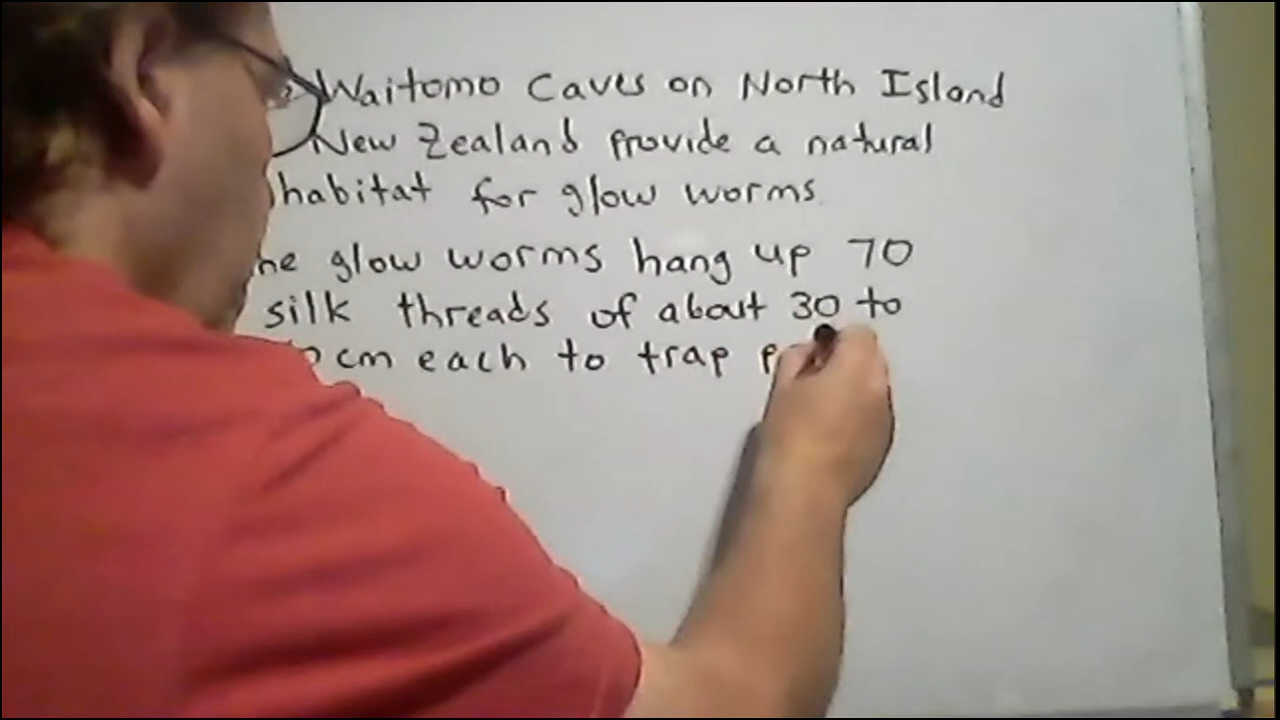 Waitomo Caves on North Island
New Zealand provide a natural
habitat for glow worms.
glow worms hang up 70
silk threads of about 30 to
cm each to trap